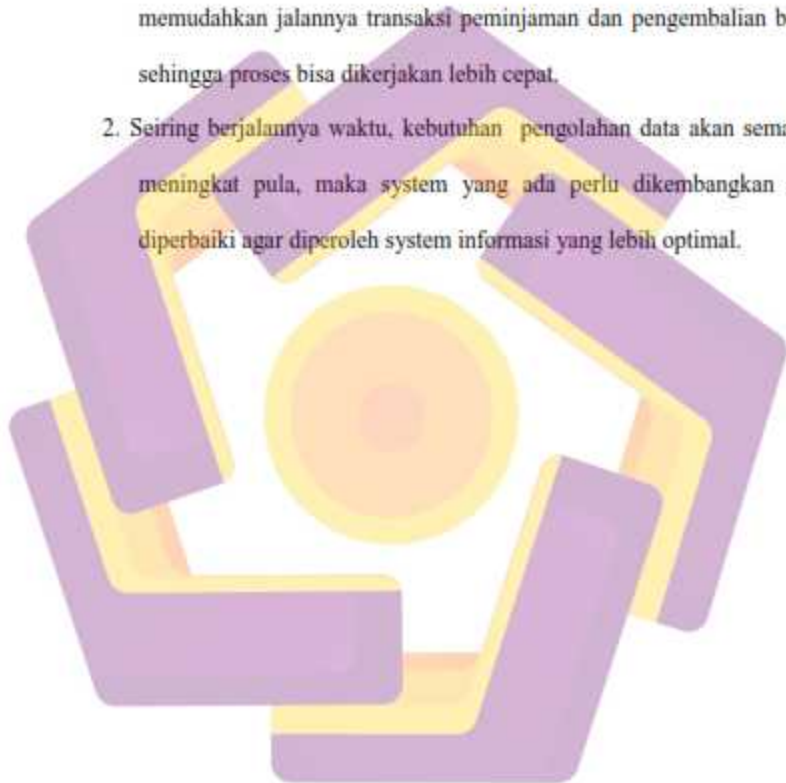 memudahkan jalannya transaksi peminjaman dan pengembalian b
sehingga proses bisa dikerjakan lebih cepat.
2. Seiring berjalannya waktu, kebutuhan pengolahan data akan sema
meningkat pula, maka system yang ada perlu dikembangkan
diperbaiki agar diperoleh system informasi yang lebih optimal.